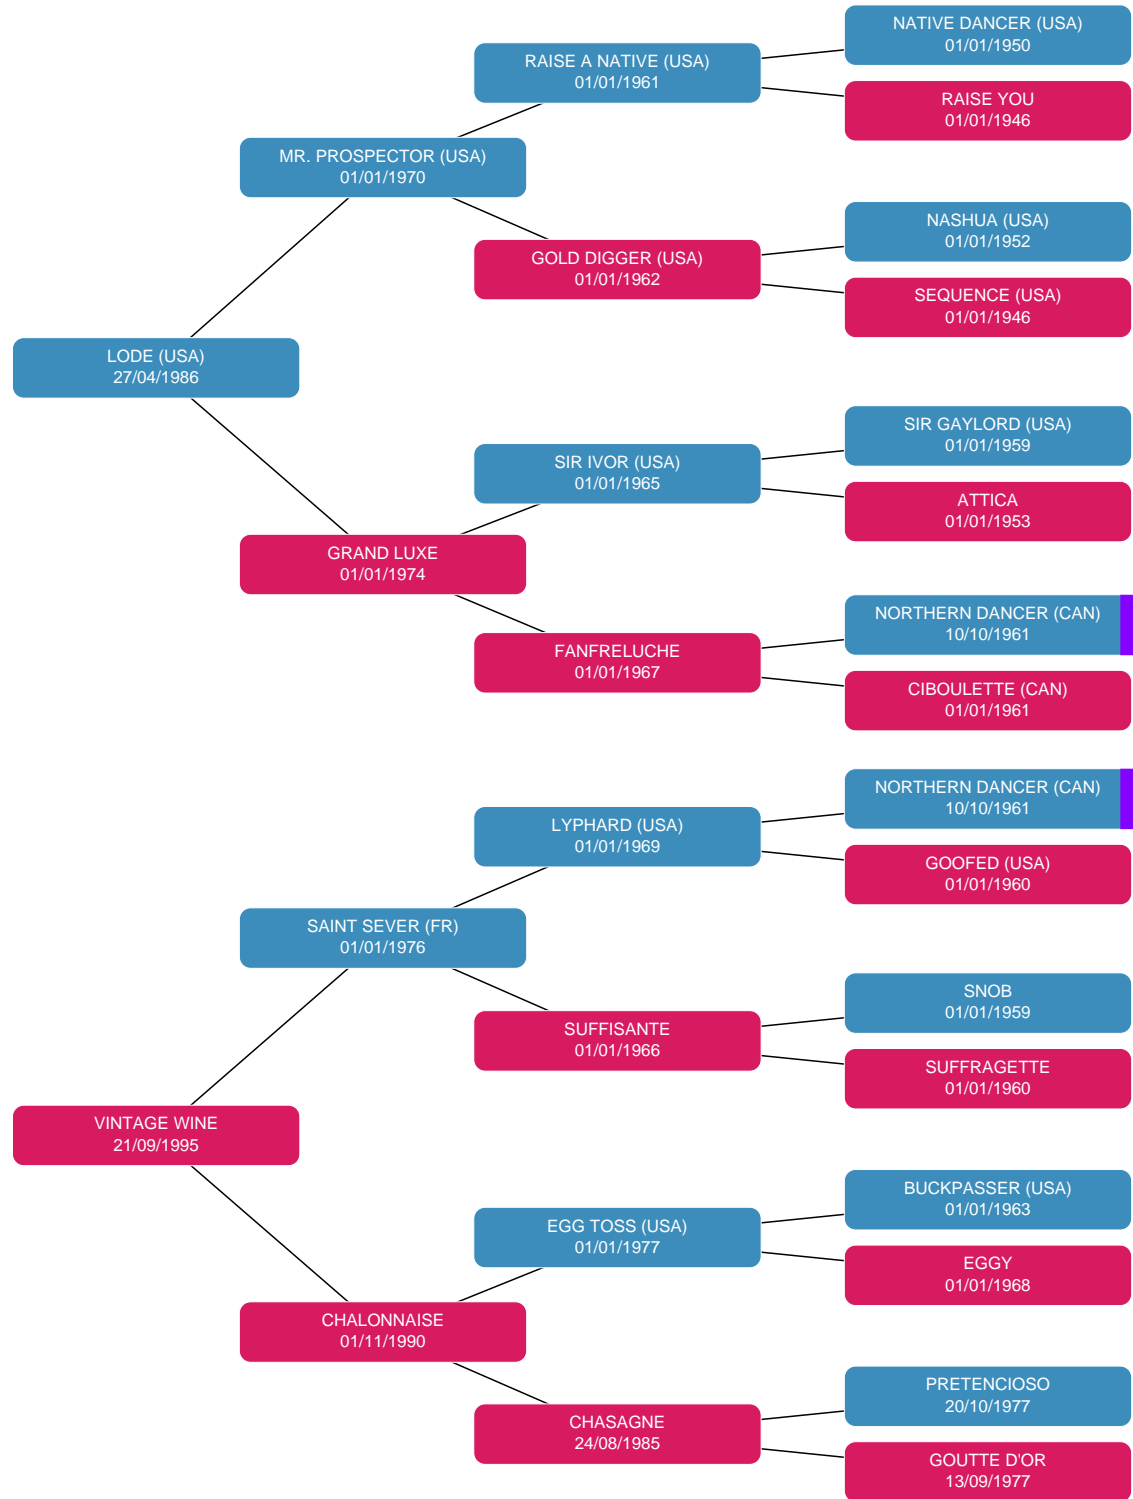 NATIVE DANCER (USA)
01/01/1950
RAISE A NATIVE (USA)
01/01/1961
RAISE YOU
01/01/1946
MR. PROSPECTOR (USA)
01/01/1970
NASHUA (USA)
01/01/1952
GOLD DIGGER (USA)
01/01/1962
SEQUENCE (USA)
01/01/1946
LODE (USA)
27/04/1986
SIR GAYLORD (USA)
01/01/1959
SIR IVOR (USA)
01/01/1965
ATTICA
01/01/1953
GRAND LUXE
01/01/1974
NORTHERN DANCER (CAN)
10/10/1961
FANFRELUCHE
01/01/1967
CIBOULETTE (CAN)
01/01/1961
NORTHERN DANCER (CAN)
10/10/1961
LYPHARD (USA)
01/01/1969
GOOFED (USA)
01/01/1960
SAINT SEVER (FR)
01/01/1976
SNOB
01/01/1959
SUFFISANTE
01/01/1966
SUFFRAGETTE
01/01/1960
VINTAGE WINE
21/09/1995
BUCKPASSER (USA)
01/01/1963
EGG TOSS (USA)
01/01/1977
EGGY
01/01/1968
CHALONNAISE
01/11/1990
PRETENCIOSO
20/10/1977
CHASAGNE
24/08/1985
GOUTTE D'OR
13/09/1977